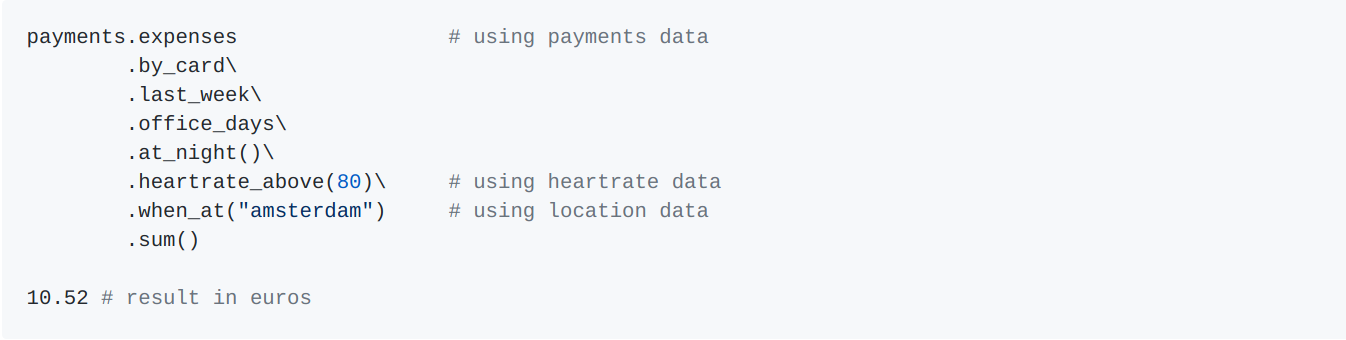 payments.expenses                 # using payments data
        .by_card\
        .last_week\
        .office_days\
        .at_night()\
        .heartrate_above(80)\     # using heartrate data
        .when_at("amsterdam")     # using location data
        .sum()

10.52 # result in euros